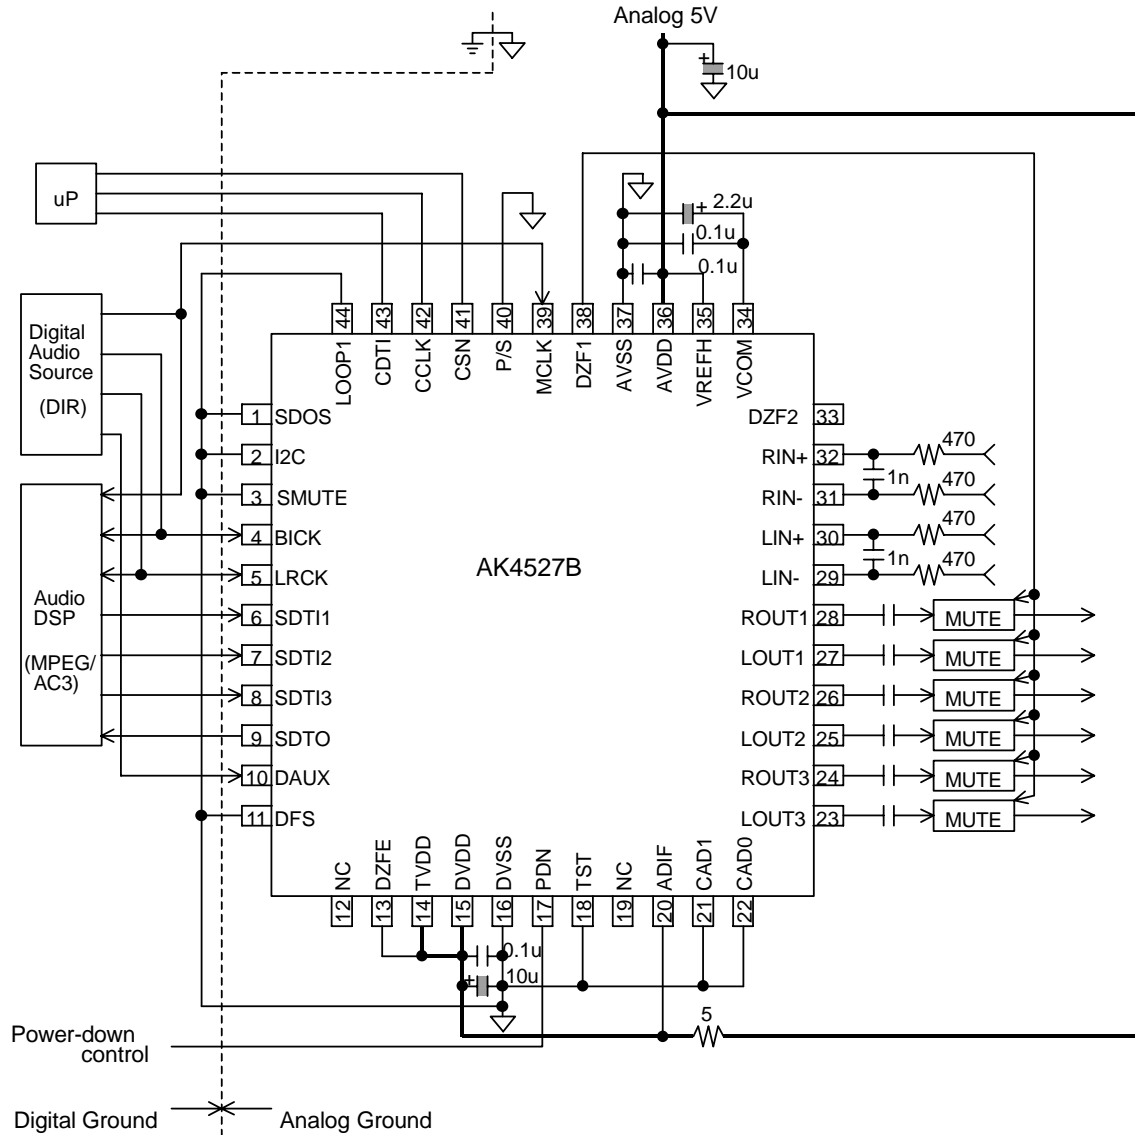 Analog 5V
+
10u
uP
+ 2.2u
0.1u
0.1u
44 43 42 41 40 39 38 37 36 35 34
LOOP1 CDTI CCLK CSN P/S MCLK DZF1 AVSS AVDD VREFH VCOM
Digital
Audio
Source
(DIR)
Audio
DSP
(MPEG/
AC3)
1 SDOS
2 I2C
3 SMUTE
4 BICK
5 LRCK
6 SDTI1
7 SDTI2
8 SDTI3
9 SDTO
10 DAUX
11 DFS
AK4527B
DZF2 33
RIN+ 32 470
1n
RIN- 31 470
LIN+ 30 470
1n
LIN- 29 470
ROUT1 28 MUTE
LOUT1 27 MUTE
ROUT2 26 MUTE
LOUT2 25 MUTE
ROUT3 24 MUTE
LOUT3 23 MUTE
NC DZFE TVDD DVDD DVSS PDN TST NC ADIF CAD1 CAD0
12 13 14 15 16 17 18 19 20 21 22
0.1u
+ 10u
5
Power-down
control
Digital Ground Analog Ground